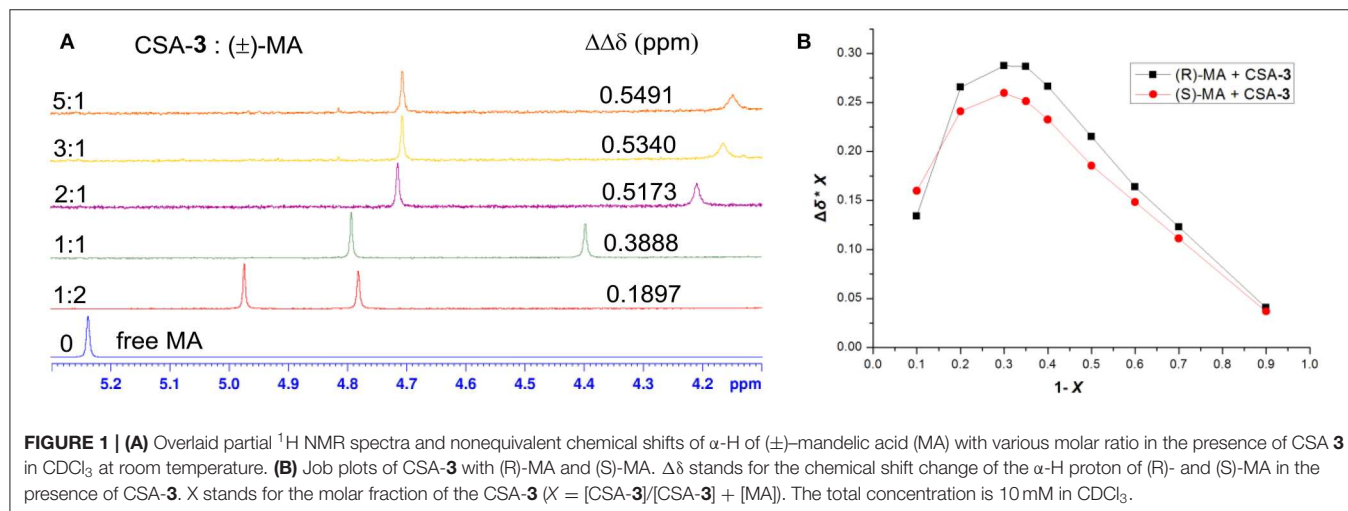 A
CSA-3 : (±)-MA
ΔΔδ (ppm)
5:1
0.5491
3:1
0.5340
2:1
0.5173
1:1
0.3888
1:2
0.1897
0
free MA
5.2 5.1 5.0 4.9 4.8 4.7 4.6 4.5 4.4 4.3 4.2 ppm
B
0.30
0.25
0.20
0.15
0.10
0.05
0.00
Δδ* X
(R)-MA + CSA-3
(S)-MA + CSA-3
0.0 0.1 0.2 0.3 0.4 0.5 0.6 0.7 0.8 0.9 1.0
1- X
FIGURE 1 | (A) Overlaid partial ¹H NMR spectra and nonequivalent chemical shifts of α-H of (±)–mandelic acid (MA) with various molar ratio in the presence of CSA 3
in CDCl₃ at room temperature. (B) Job plots of CSA-3 with (R)-MA and (S)-MA. Δδ stands for the chemical shift change of the α-H proton of (R)- and (S)-MA in the
presence of CSA-3. X stands for the molar fraction of the CSA-3 (X = [CSA-3]/[CSA-3] + [MA]). The total concentration is 10 mM in CDCl₃.